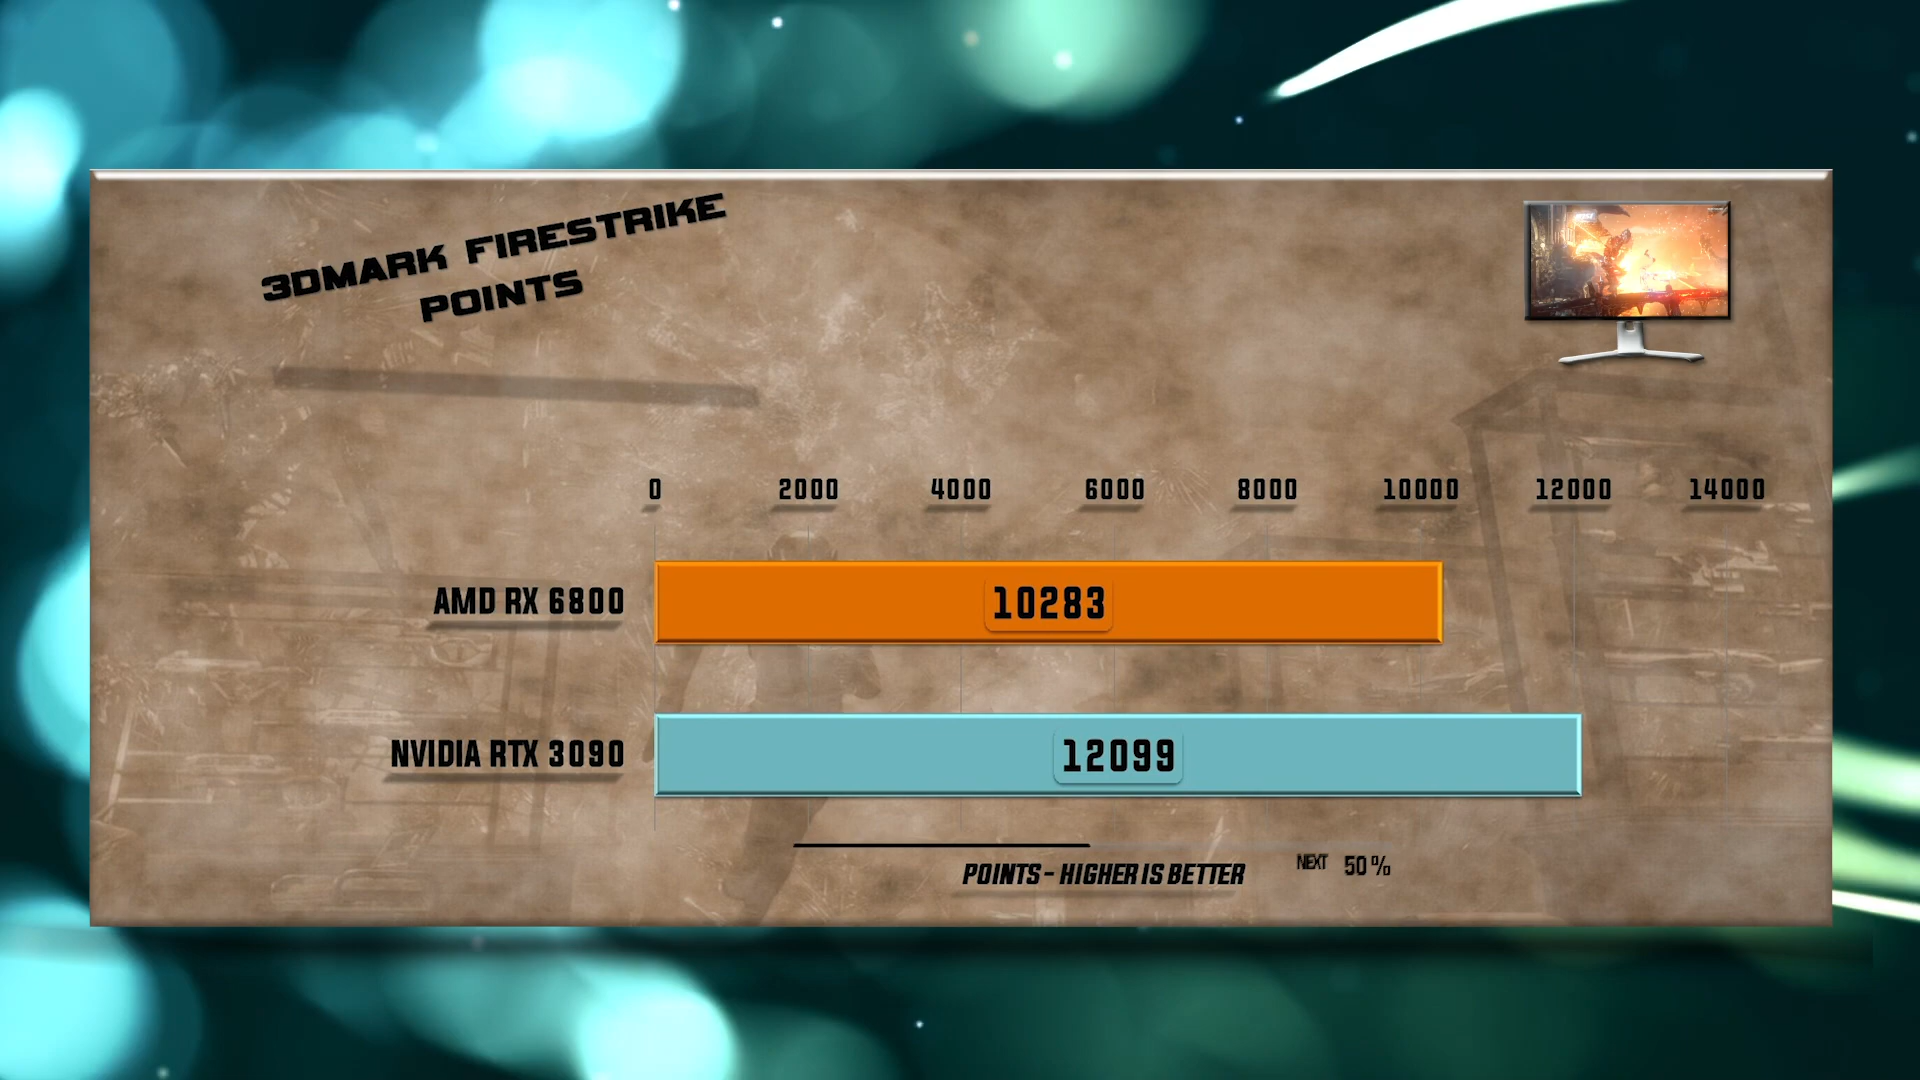 3DMARK FIRESTRIKE
POINTS
0 2000 4000 6000 8000 10000 12000 14000
AMD RX 6800 10283
NVIDIA RTX 3090 12099
POINTS - HIGHER IS BETTER
NEXT 50%